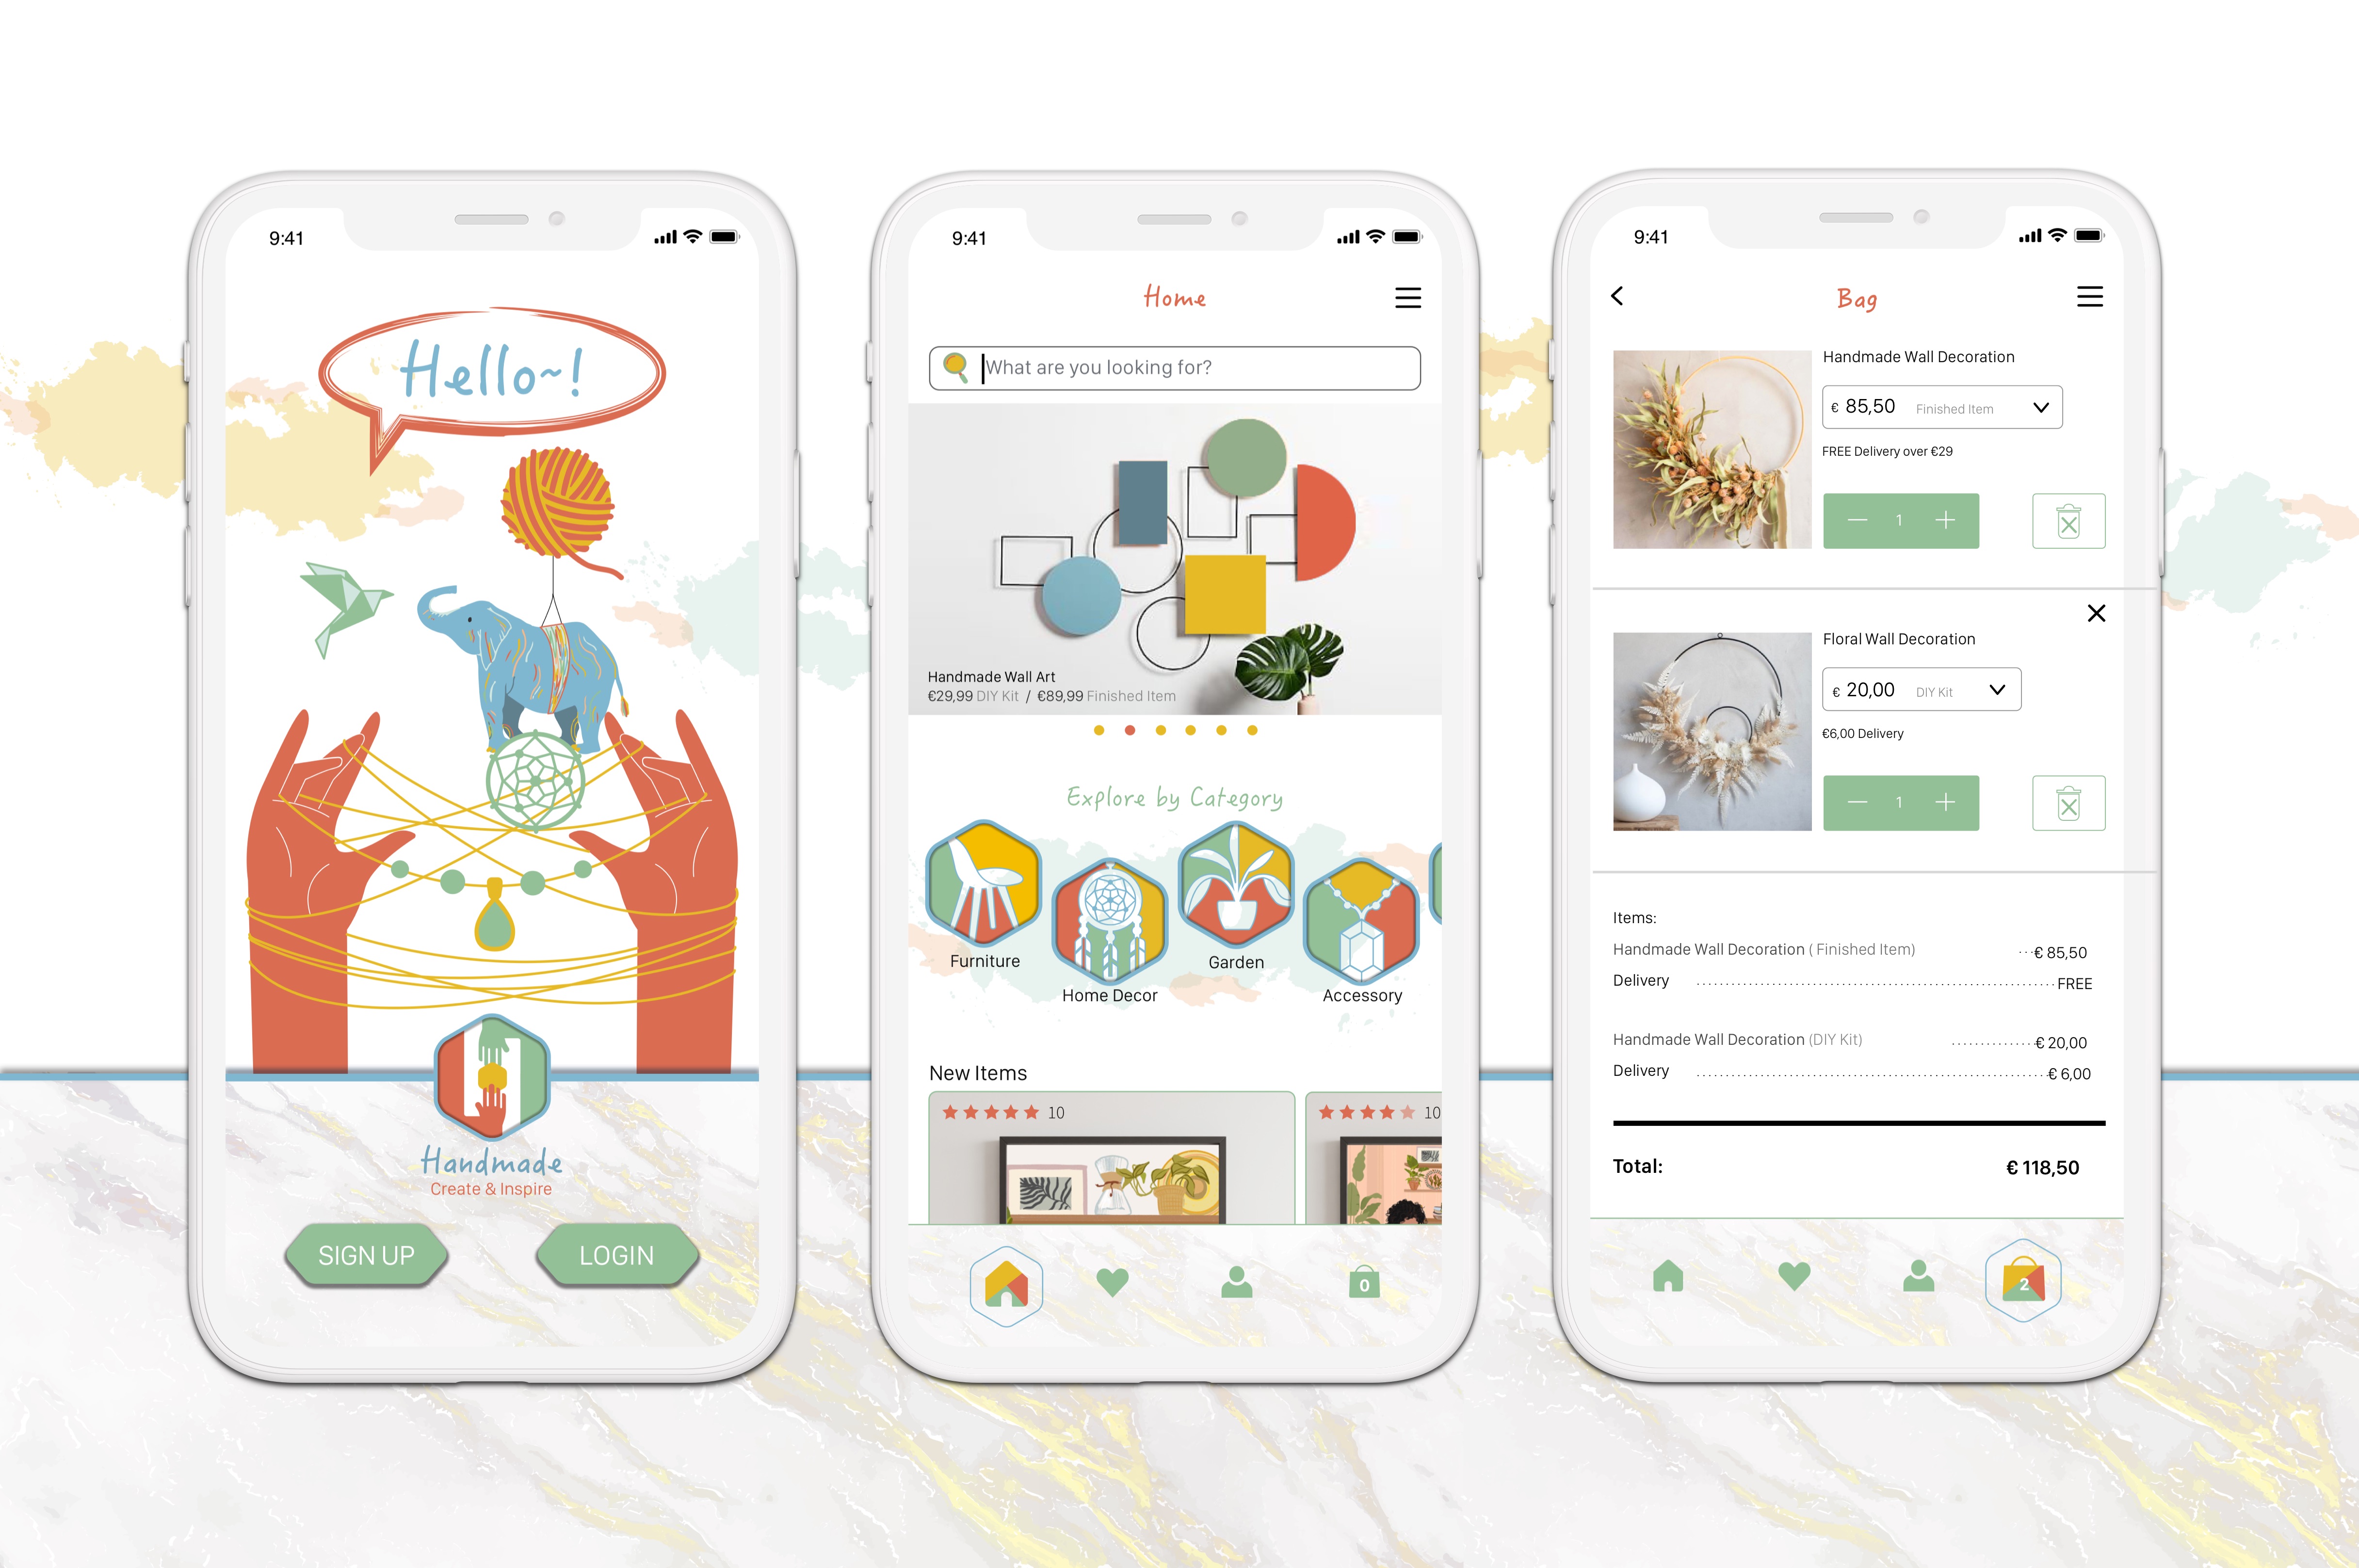 9:41
Hello~!
Handmade
Create & Inspire
SIGN UP
LOGIN
9:41
Home
What are you looking for?
Handmade Wall Art
€29,99 DIY Kit / €89,99 Finished Item
Explore by Category
Furniture
Home Decor
Garden
Accessory
New Items
10
10
0
9:41
Bag
Handmade Wall Decoration
€ 85,50 Finished Item
FREE Delivery over €29
1
Floral Wall Decoration
€ 20,00 DIY Kit
€6,00 Delivery
1
Items:
Handmade Wall Decoration ( Finished Item) € 85,50
Delivery FREE
Handmade Wall Decoration (DIY Kit) € 20,00
Delivery € 6,00
Total: € 118,50
2